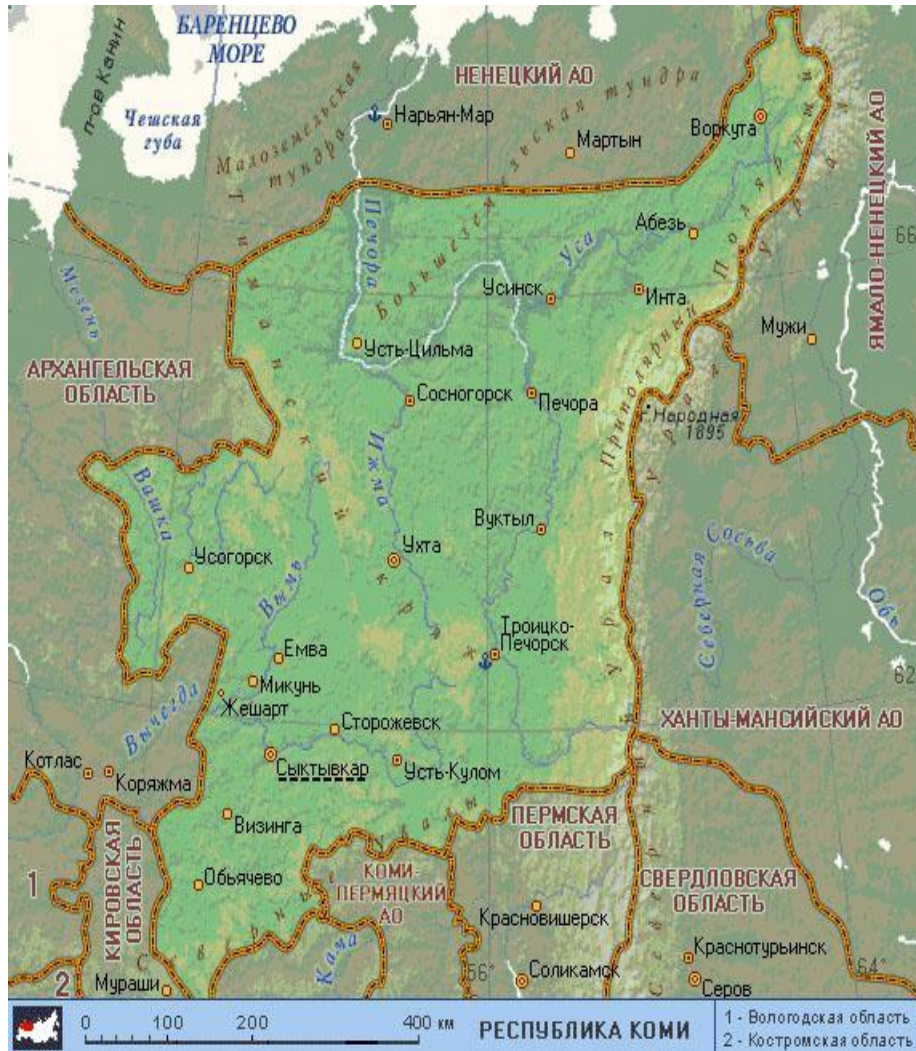 БАРЕНЦЕВО
МОРЕ
п-ов Канин
Чешская
губа
НЕНЕЦКИЙ АО
Нарьян-Мар
Малоземельская
тундра
Мартын
Воркута
ЯМАЛО-НЕНЕЦКИЙ АО
Большеземельская тундра
Печора
Абезь
66
Уса
Полярный Урал
Мезень
Усинск
Инта
Мужи
Усть-Цильма
АРХАНГЕЛЬСКАЯ
ОБЛАСТЬ
Тиманский кряж
Сосногорск
Печора
г. Народная
1895
Приполярный Урал
Ижма
Вашка
Вуктыл
Усогорск
Ухта
Вымь
Северная Сосьва
Обь
Урал
Троицко-
Печорск
Емва
Микунь
62
Жешарт
Вычегда
Сторожевск
ХАНТЫ-МАНСИЙСКИЙ АО
Котлас
Коряжма
Сыктывкар
Усть-Кулом
Визинга
ПЕРМСКАЯ
ОБЛАСТЬ
КИРОВСКАЯ
ОБЛАСТЬ
Северные Увалы
КОМИ-
ПЕРМЯЦКИЙ
АО
СВЕРДЛОВСКАЯ
ОБЛАСТЬ
1
Обьячево
Красновишерск
Кама
Краснотурьинск
56°
64°
2
Мураши
Соликамск
Серов
0 100 200 400 км
РЕСПУБЛИКА КОМИ
1 - Вологодская область
2 - Костромская область